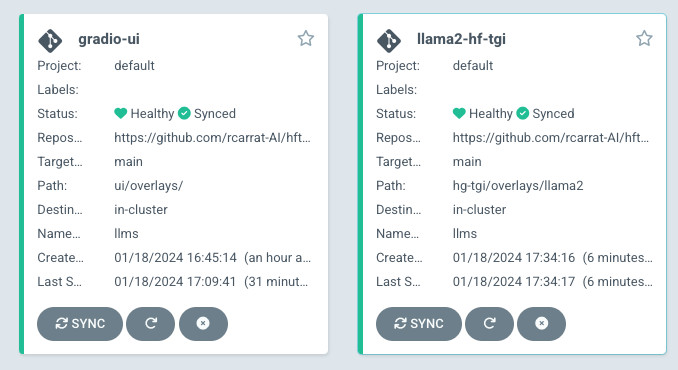 gradio-ui
Project: default
Labels:
Status: Healthy Synced
Repos... https://github.com/rcarrat-AI/hft...
Target... main
Path: ui/overlays/
Destin... in-cluster
Name... llms
Create... 01/18/2024 16:45:14 (an hour a...
Last S... 01/18/2024 17:09:41 (31 minut...
SYNC
llama2-hf-tgi
Project: default
Labels:
Status: Healthy Synced
Repos... https://github.com/rcarrat-AI/hft...
Target... main
Path: hg-tgi/overlays/llama2
Destin... in-cluster
Name... llms
Create... 01/18/2024 17:34:16 (6 minutes...
Last S... 01/18/2024 17:34:17 (6 minutes...
SYNC